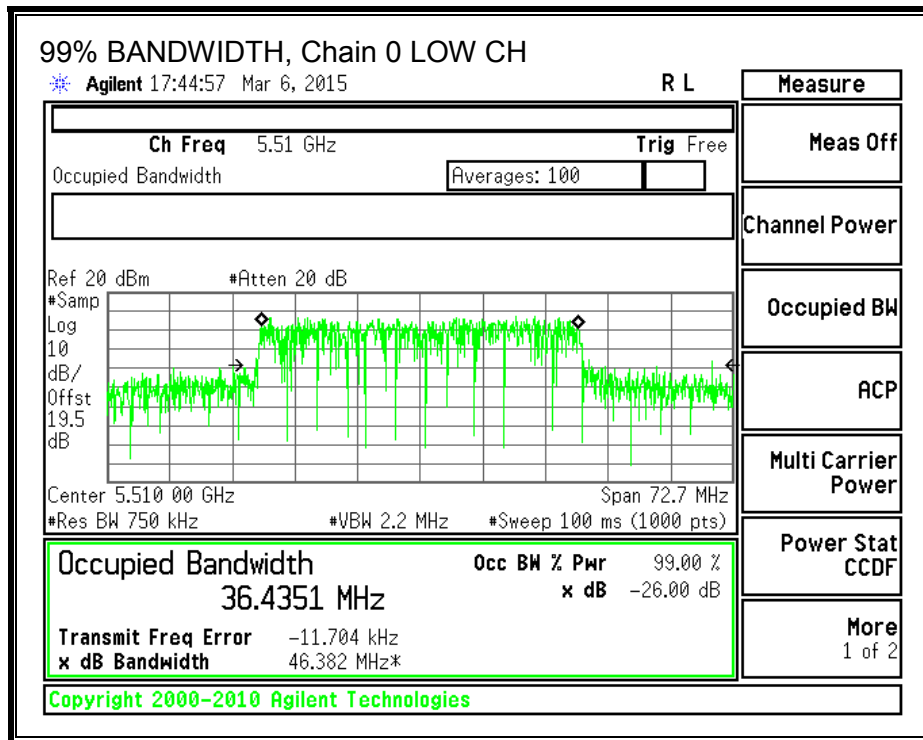 99% BANDWIDTH, Chain 0 LOW CH
Agilent 17:44:57 Mar 6, 2015 R L
Measure
Ch Freq 5.51 GHz Trig Free
Meas Off
Occupied Bandwidth Averages: 100
Channel Power
Ref 20 dBm #Atten 20 dB
#Samp
Log
10
dB/
Offst
19.5
dB
Occupied BW
ACP
Multi Carrier
Power
Center 5.510 00 GHz Span 72.7 MHz
#Res BW 750 kHz #VBW 2.2 MHz #Sweep 100 ms (1000 pts)
Power Stat
CCDF
Occupied Bandwidth Occ BW % Pwr 99.00 %
36.4351 MHz x dB -26.00 dB
Transmit Freq Error -11.704 kHz
x dB Bandwidth 46.382 MHz*
More
1 of 2
Copyright 2000-2010 Agilent Technologies